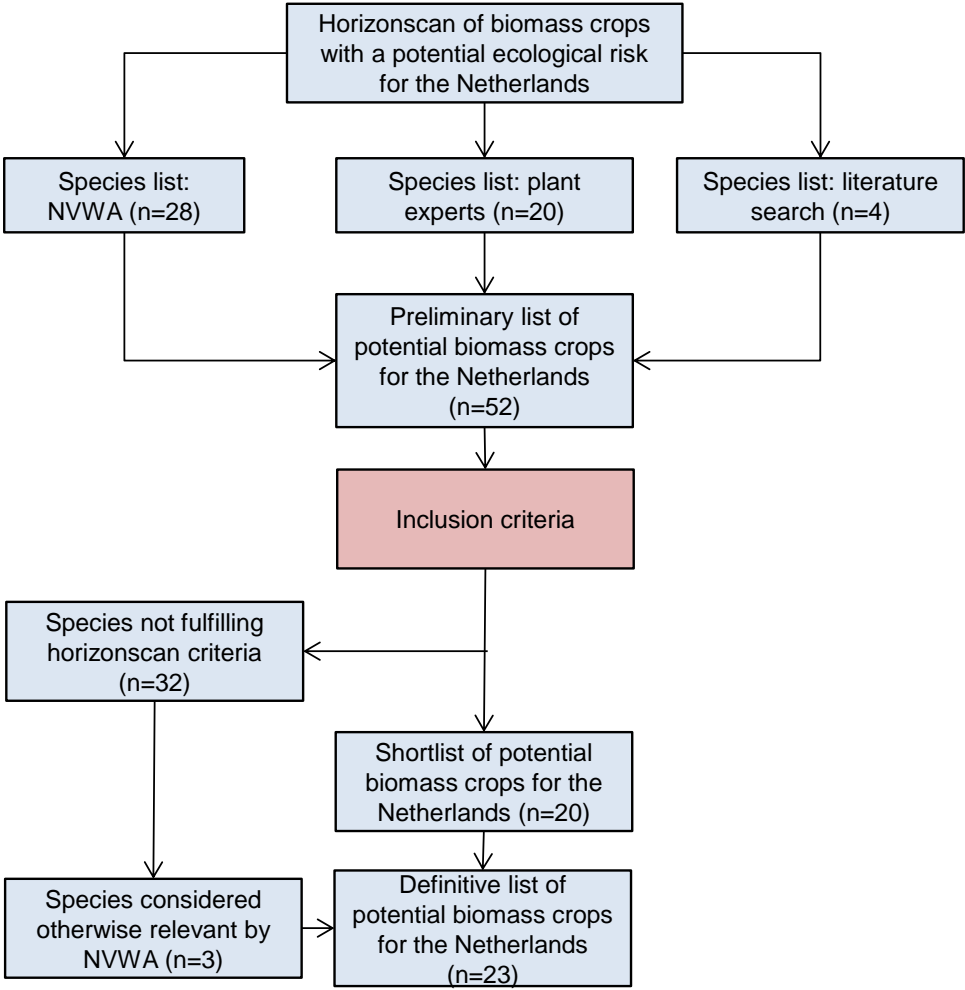 Horizonscan of biomass crops
with a potential ecological risk
for the Netherlands
Species list:
NVWA (n=28)
Species list: plant
experts (n=20)
Species list: literature
search (n=4)
Preliminary list of
potential biomass crops
for the Netherlands
(n=52)
Inclusion criteria
Species not fulfilling
horizonscan criteria
(n=32)
Shortlist of potential
biomass crops for the
Netherlands (n=20)
Species considered
otherwise relevant by
NVWA (n=3)
Definitive list of
potential biomass crops
for the Netherlands
(n=23)